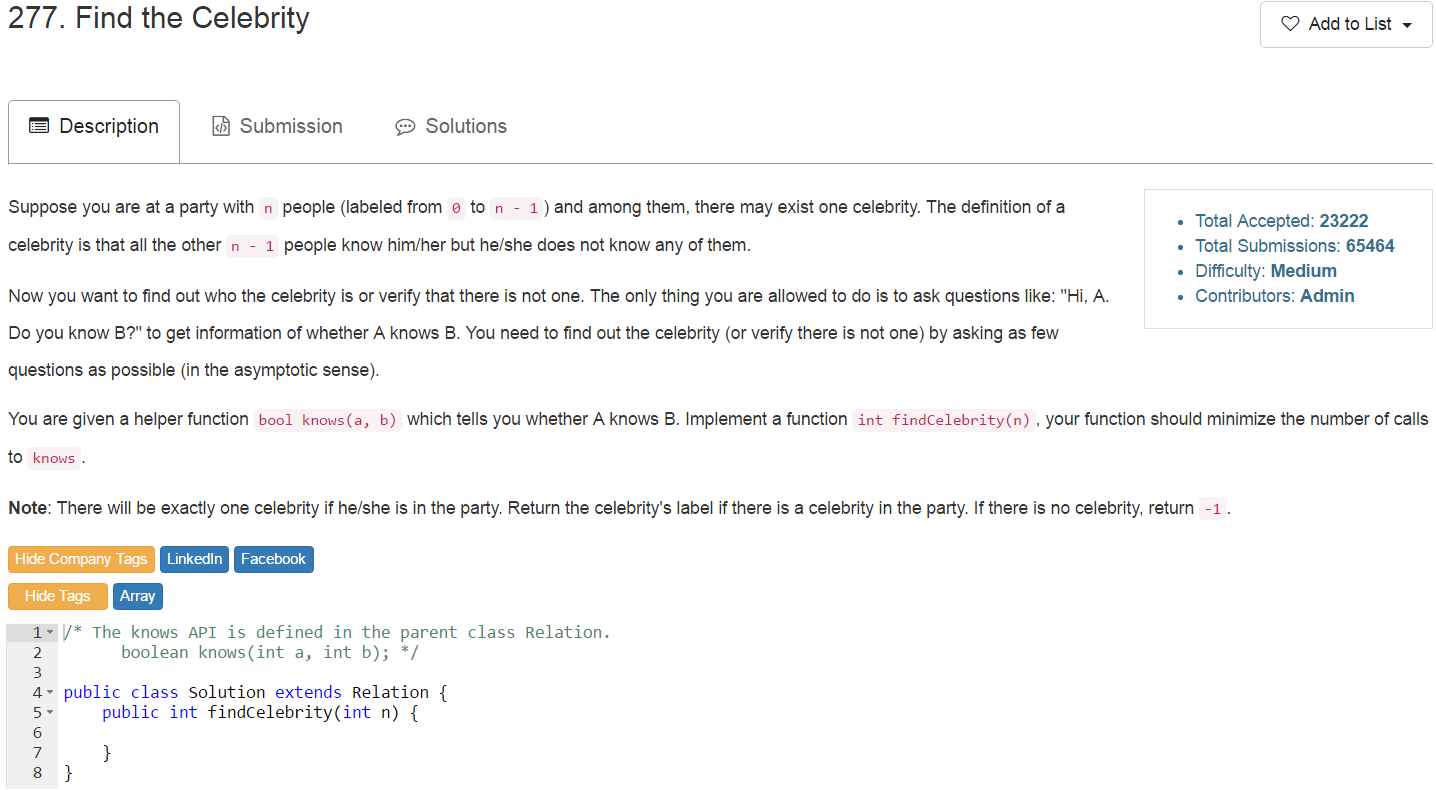 277. Find the Celebrity
Add to List
Description
Submission
Solutions
Suppose you are at a party with n people (labeled from 0 to n - 1 ) and among them, there may exist one celebrity. The definition of a
celebrity is that all the other n - 1 people know him/her but he/she does not know any of them.
Now you want to find out who the celebrity is or verify that there is not one. The only thing you are allowed to do is to ask questions like: "Hi, A.
Do you know B?" to get information of whether A knows B. You need to find out the celebrity (or verify there is not one) by asking as few
questions as possible (in the asymptotic sense).
Total Accepted: 23222
Total Submissions: 65464
Difficulty: Medium
Contributors: Admin
You are given a helper function bool knows(a, b) which tells you whether A knows B. Implement a function int findCelebrity(n) , your function should minimize the number of calls
to knows .
Note: There will be exactly one celebrity if he/she is in the party. Return the celebrity's label if there is a celebrity in the party. If there is no celebrity, return -1 .
Hide Company Tags LinkedIn Facebook
Hide Tags Array
1 /* The knows API is defined in the parent class Relation.
2 boolean knows(int a, int b); */
3
4 public class Solution extends Relation {
5 public int findCelebrity(int n) {
6
7 }
8 }